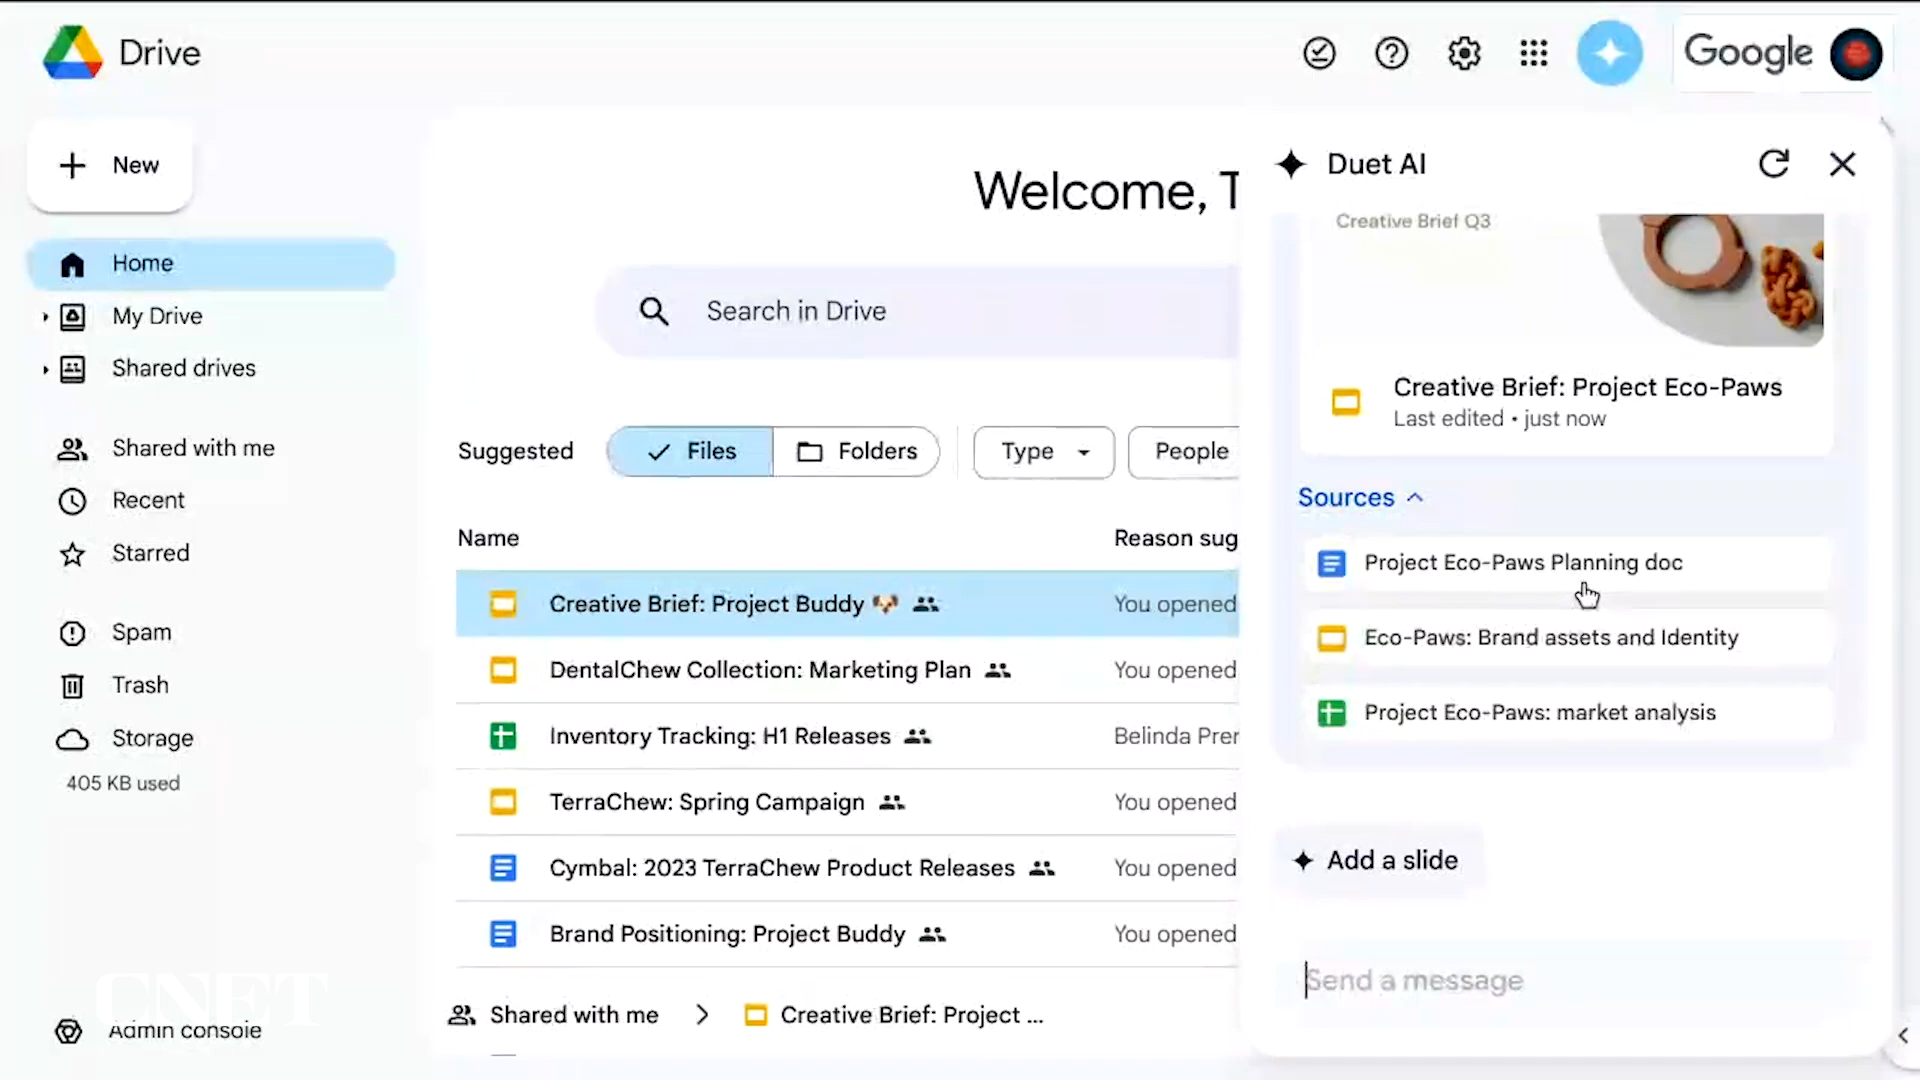 Drive
Google
New
Home
My Drive
Shared drives
Shared with me
Recent
Starred
Spam
Trash
Storage
405 KB used
Admin console
CNET
Welcome, T
Search in Drive
Suggested
Files
Folders
Type
People
Name
Reason sug
Creative Brief: Project Buddy 🐶
You opened
DentalChew Collection: Marketing Plan
You opened
Inventory Tracking: H1 Releases
Belinda Prer
TerraChew: Spring Campaign
You opened
Cymbal: 2023 TerraChew Product Releases
You opened
Brand Positioning: Project Buddy
You opened
Shared with me
Creative Brief: Project ...
Duet AI
Creative Brief Q3
Creative Brief: Project Eco-Paws
Last edited • just now
Sources
Project Eco-Paws Planning doc
Eco-Paws: Brand assets and Identity
Project Eco-Paws: market analysis
Add a slide
Send a message